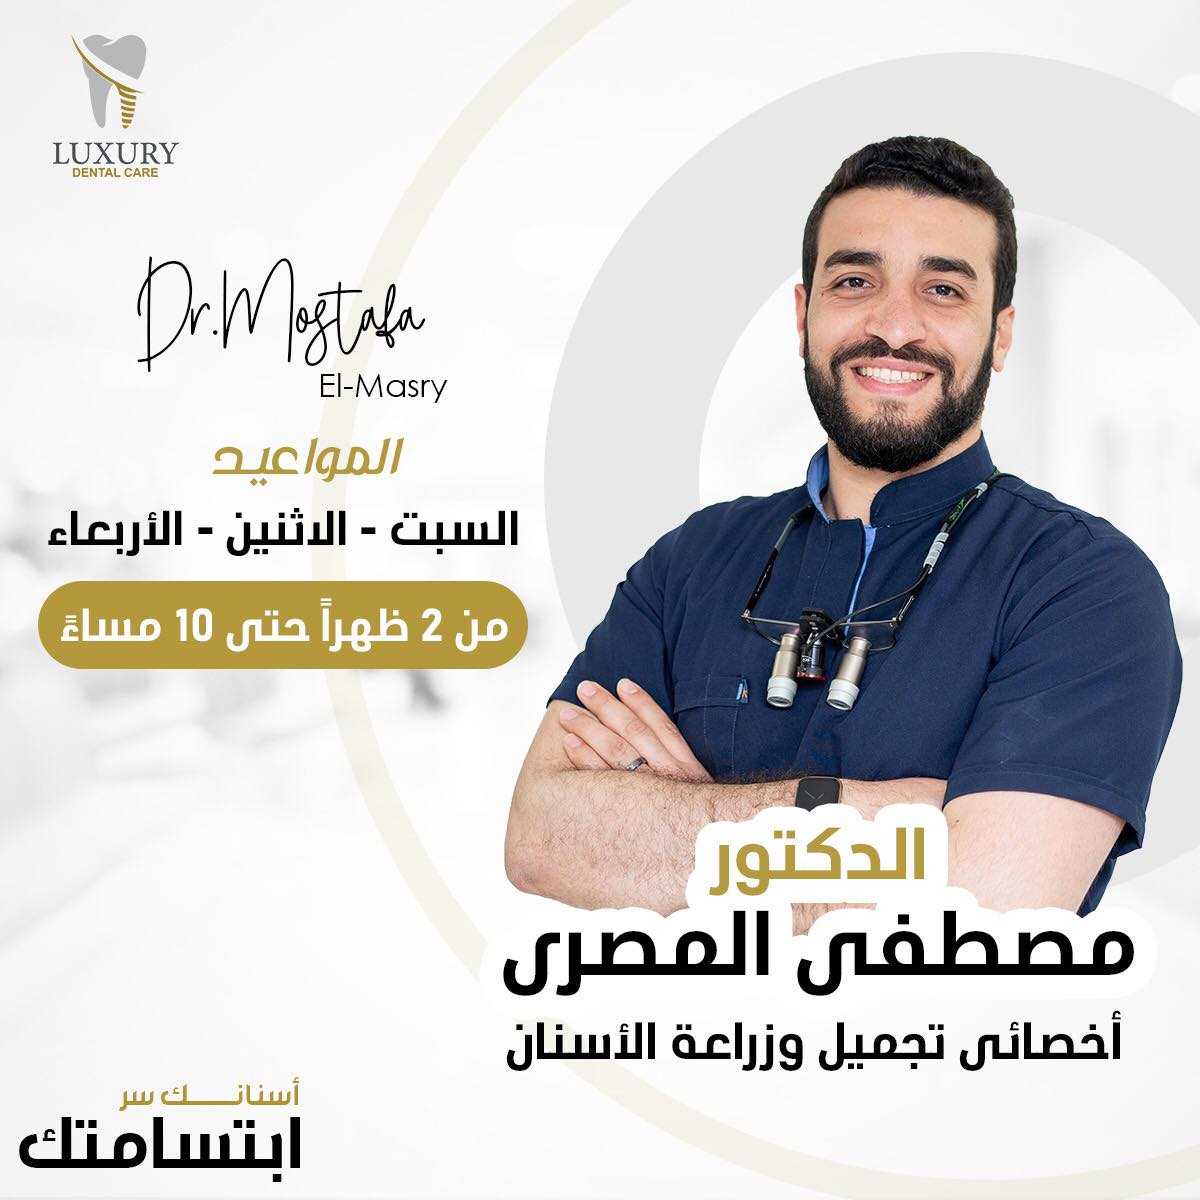 LUXURY
DENTAL CARE
Dr.Mostafa
El-Masry
المواعيد
السبت - الاثنين - الأربعاء
من 2 ظهراً حتى 10 مساءً
الدكتور
مصطفى المصرى
أخصائى تجميل وزراعة الأسنان
أسنانــــك سر
ابتسامتك